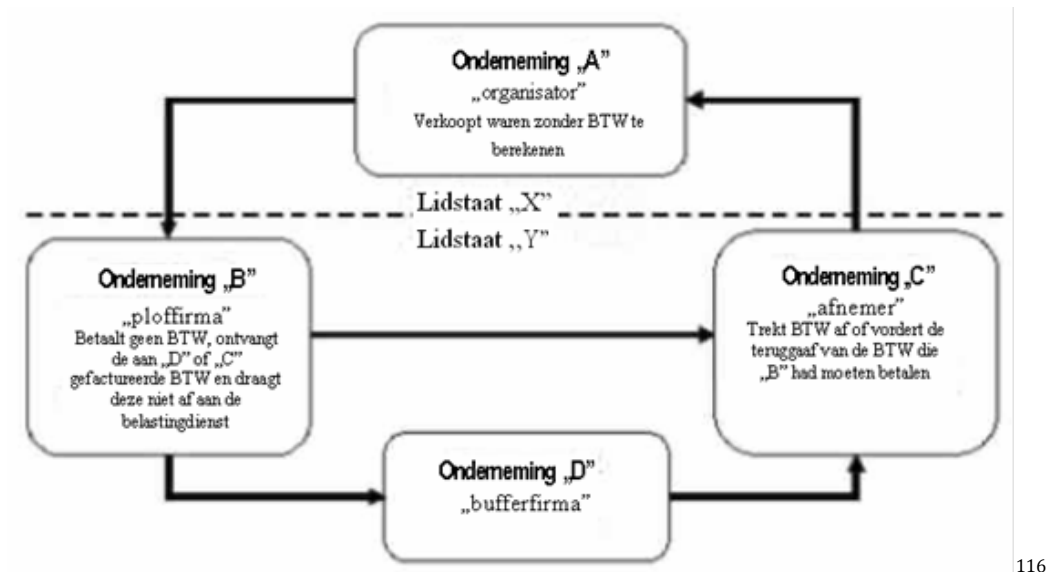 Onderneming „A”
„organisator”
Verkoopt waren zonder BTW te
berekenen
Lidstaat „X”
Lidstaat „Y”
Onderneming „B”
„ploffirma”
Betaalt geen BTW, ontvangt
de aan „D” of „C”
gefactureerde BTW en draagt
deze niet af aan de
belastingdienst
Onderneming „C”
„afnemer”
Trekt BTW af of vordert de
teruggaaf van de BTW die
„B” had moeten betalen
Onderneming „D”
„bufferfirma”
116